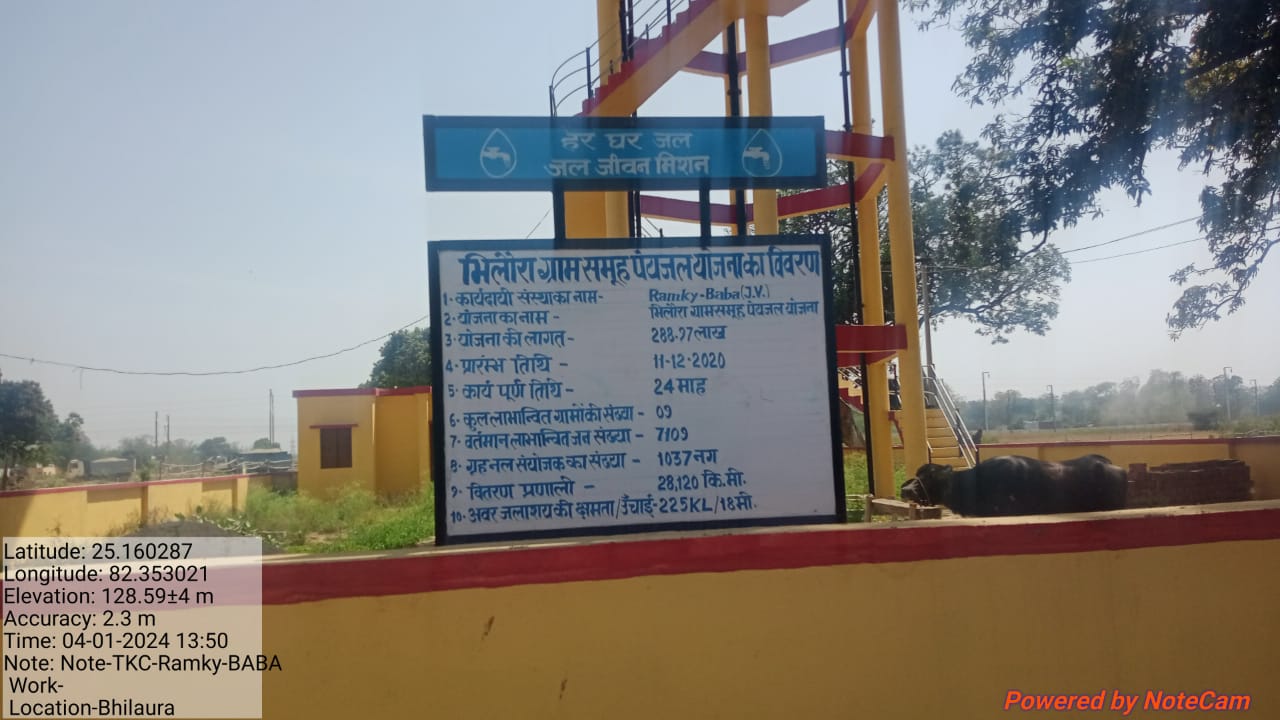 हर घर जल
जल जीवन मिशन
भिलौरा ग्राम समूह पेयजल योजना का विवरण
1· कार्यदायी संस्था का नाम- Ramky-Baba(J.V.)
2· योजना का नाम - भिलौरा ग्राम समूह पेयजल योजना
3· योजना की लागत - 288.97 लाख
4· प्रारम्भ तिथि - 11-12-2020
5· कार्य पूर्ण तिथि - 24 माह
6· कुल लाभान्वित ग्रामों की संख्या - 09
7· वर्तमान लाभान्वित जन संख्या - 7109
8· ग्रह नल संयोजक का संख्या - 1037 नग
9· वितरण प्रणाली - 28,120 कि.मी.
10· अवर जलाशय की क्षमता/उँचाई-225KL/18मी.
Latitude: 25.160287
Longitude: 82.353021
Elevation: 128.59±4 m
Accuracy: 2.3 m
Time: 04-01-2024 13:50
Note: Note-TKC-Ramky-BABA
Work-
Location-Bhilaura
Powered by NoteCam